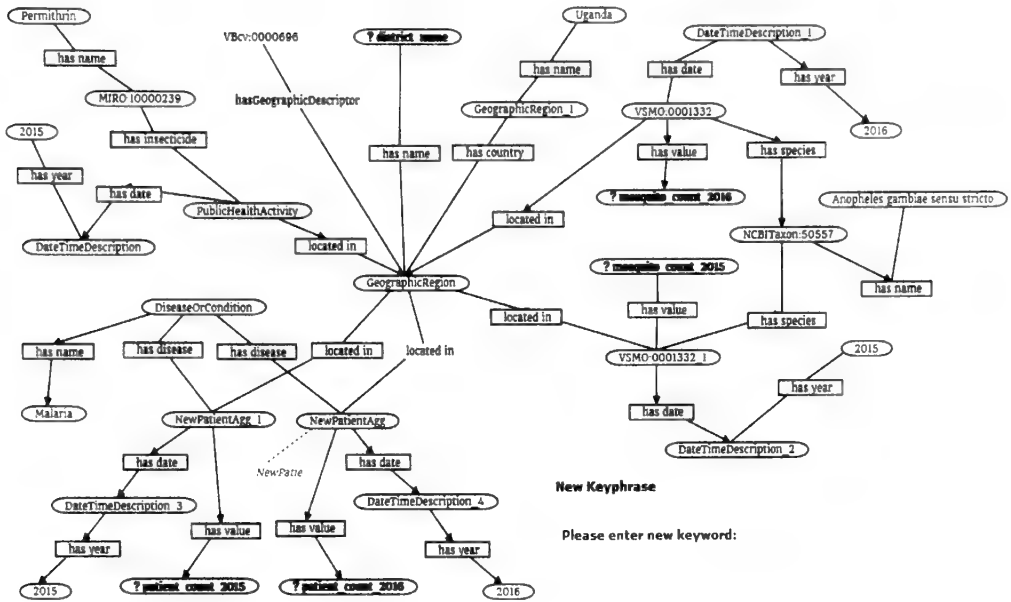 Permithrin
Uganda
VBcv:0000696
? district_name
DateTimeDescription_1
has name
has name
has date
has year
MIRO 10000239
hasGeographicDescriptor
GeographicRegion_1
VSMO:0001332
2015
2016
has insecticide
has name
has country
has value
has species
has year
has date
? mosquito_count_2016
Anopheles gambiae sensu stricto
PublicHealthActivity
located in
NCBITaxon:50557
DateTimeDescription
located in
? mosquito_count_2015
GeographicRegion
has name
DiseaseOrCondition
has value
located in
has species
has name
has disease
has disease
located in
located in
VSMO:0001332_1
2015
has year
Malaria
NewPatientAgg_1
NewPatientAgg
has date
DateTimeDescription_2
has date
NewPatie
has date
New Keyphrase
DateTimeDescription_3
DateTimeDescription_4
has value
has value
Please enter new keyword:
has year
has year
2015
? patient_count_2015
? patient_count_2016
2016